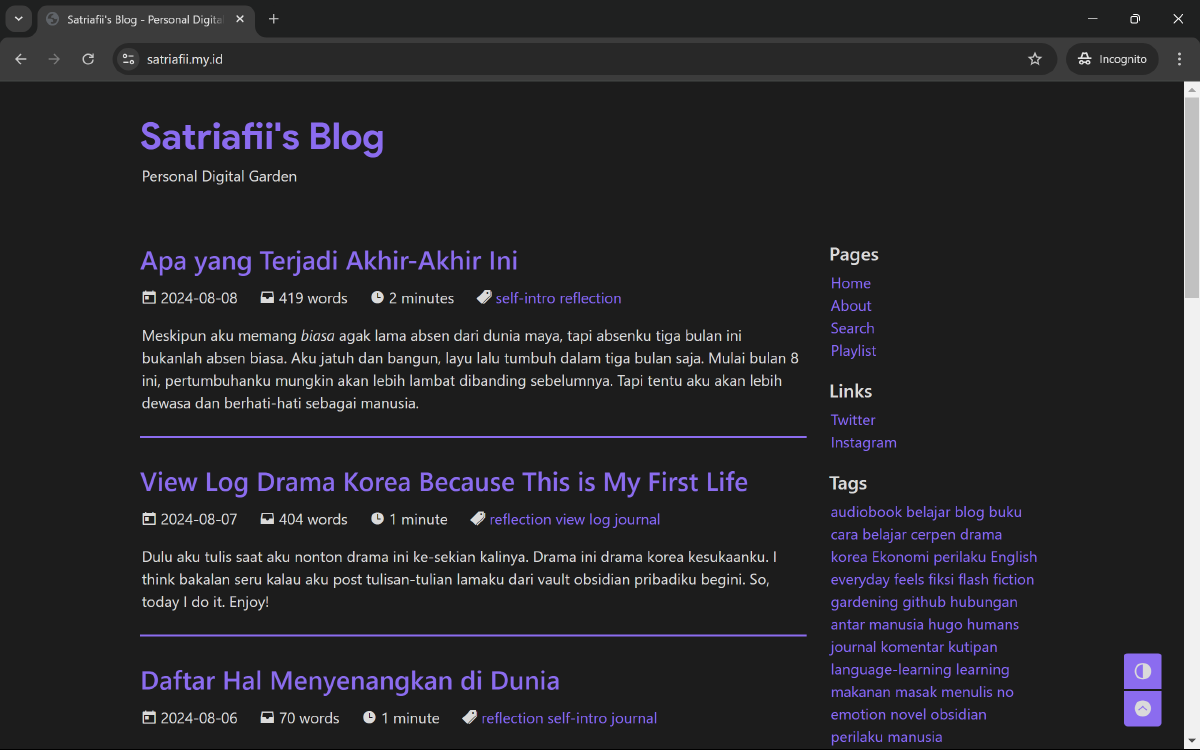 Satriafii's Blog - Personal Digital
satriafii.my.id
Incognito
Satriafii's Blog
Personal Digital Garden
Apa yang Terjadi Akhir-Akhir Ini
2024-08-08 419 words 2 minutes self-intro reflection
Meskipun aku memang biasa agak lama absen dari dunia maya, tapi absenku tiga bulan ini
bukanlah absen biasa. Aku jatuh dan bangun, layu lalu tumbuh dalam tiga bulan saja. Mulai bulan 8
ini, pertumbuhanku mungkin akan lebih lambat dibanding sebelumnya. Tapi tentu aku akan lebih
dewasa dan berhati-hati sebagai manusia.
View Log Drama Korea Because This is My First Life
2024-08-07 404 words 1 minute reflection view log journal
Dulu aku tulis saat aku nonton drama ini ke-sekian kalinya. Drama ini drama korea kesukaanku. I
think bakalan seru kalau aku post tulisan-tulian lamaku dari vault obsidian pribadiku begini. So,
today I do it. Enjoy!
Daftar Hal Menyenangkan di Dunia
2024-08-06 70 words 1 minute reflection self-intro journal
Pages
Home
About
Search
Playlist
Links
Twitter
Instagram
Tags
audiobook belajar blog buku
cara belajar cerpen drama
korea Ekonomi perilaku English
everyday feels fiksi flash fiction
gardening github hubungan
antar manusia hugo humans
journal komentar kutipan
language-learning learning
makanan masak menulis no
emotion novel obsidian
perilaku manusia